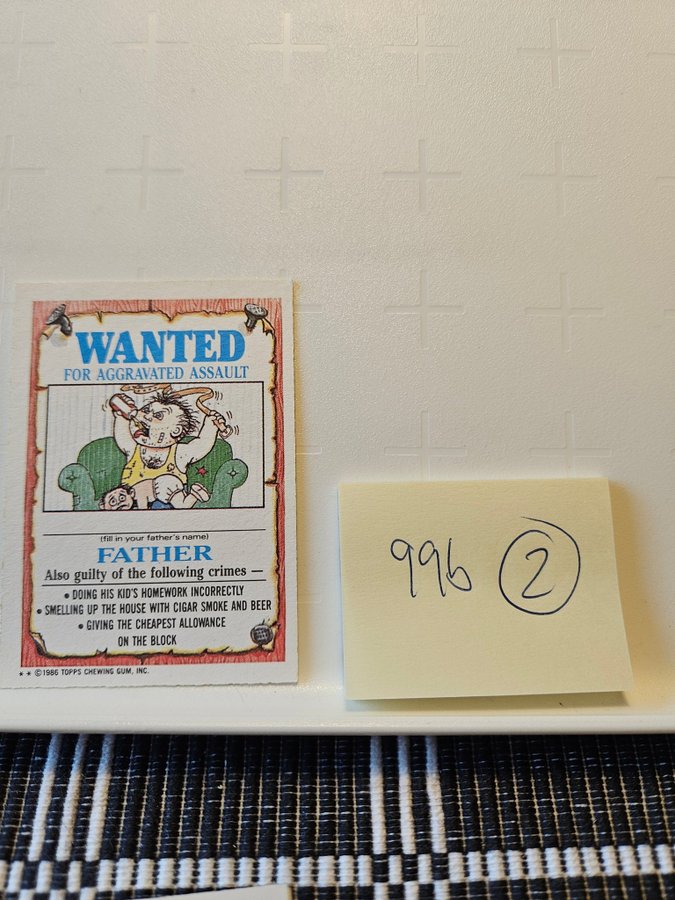 WANTED
FOR AGGRAVATED ASSAULT
(fill in your father's name)
FATHER
Also guilty of the following crimes —
• DOING HIS KID'S HOMEWORK INCORRECTLY
• SMELLING UP THE HOUSE WITH CIGAR SMOKE AND BEER
• GIVING THE CHEAPEST ALLOWANCE
ON THE BLOCK
** © 1986 TOPPS CHEWING GUM, INC.
99b 2